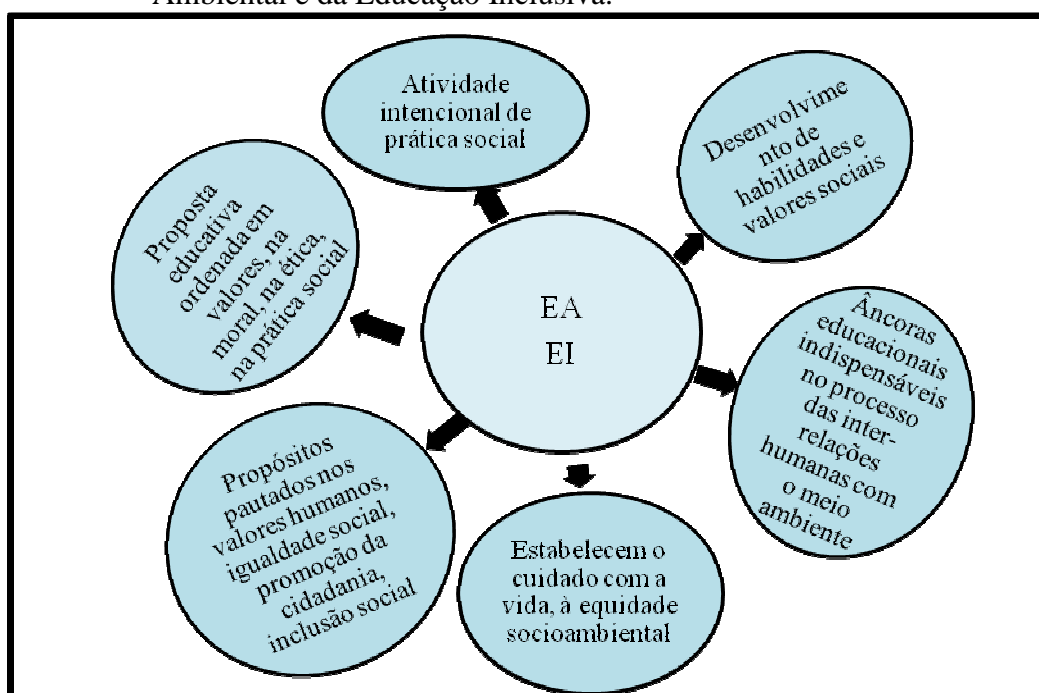 Ambiental e da Educação Inclusiva.
Atividade
intencional de
prática social
Desenvolvime
nto de
habilidades e
valores sociais
Proposta
educativa
ordenada em
valores, na
moral, na ética,
na prática social
EA
EI
Âncoras
educacionais
indispensáveis
no processo
das inter-
relações
humanas com
o meio
ambiente
Propósitos
pautados nos
valores humanos,
igualdade social,
promoção da
cidadania,
inclusão social
Estabelecem o
cuidado com a
vida, à equidade
socioambiental